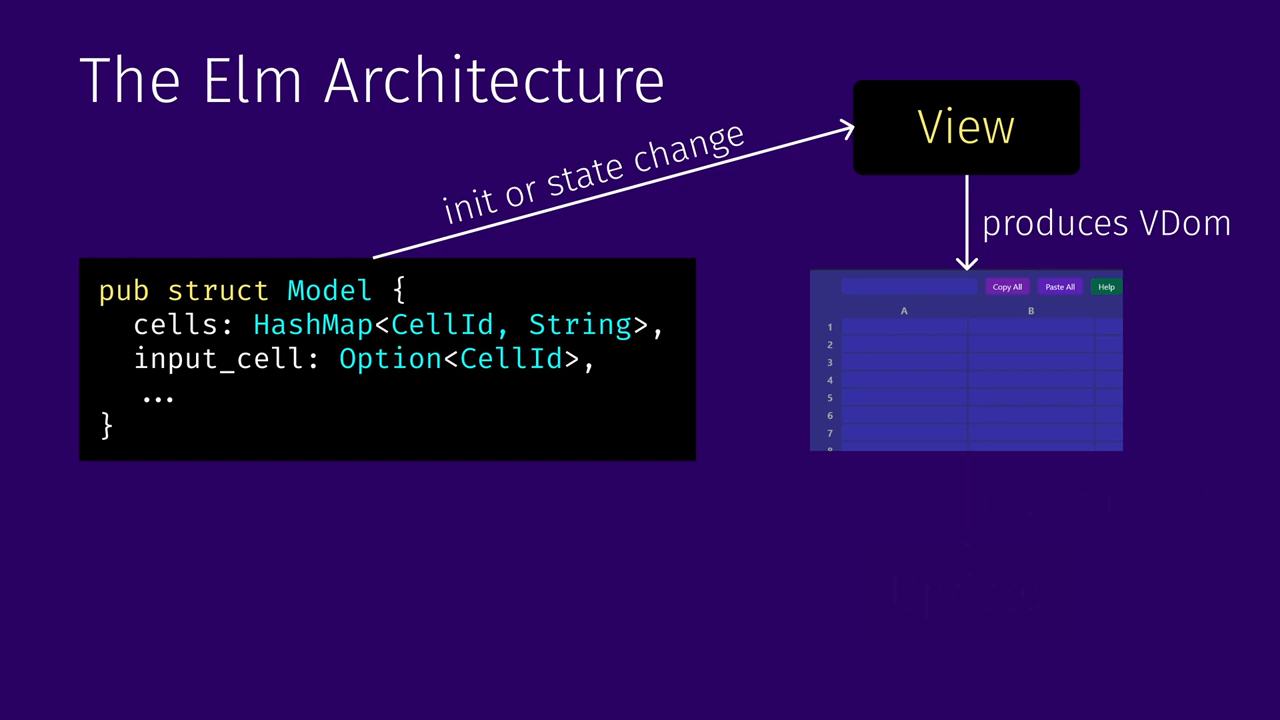 The Elm Architecture
View
init or state change
produces VDom
pub struct Model {
cells: HashMap<CellId, String>,
input_cell: Option<CellId>,
...
}
Copy All
Paste All
Help
A
B
1
2
3
4
5
6
7
8